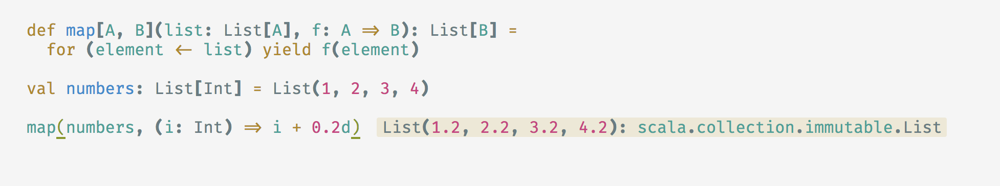 def map[A, B](list: List[A], f: A => B): List[B] =
  for (element <- list) yield f(element)
val numbers: List[Int] = List(1, 2, 3, 4)
map(numbers, (i: Int) => i + 0.2d) List(1.2, 2.2, 3.2, 4.2): scala.collection.immutable.List